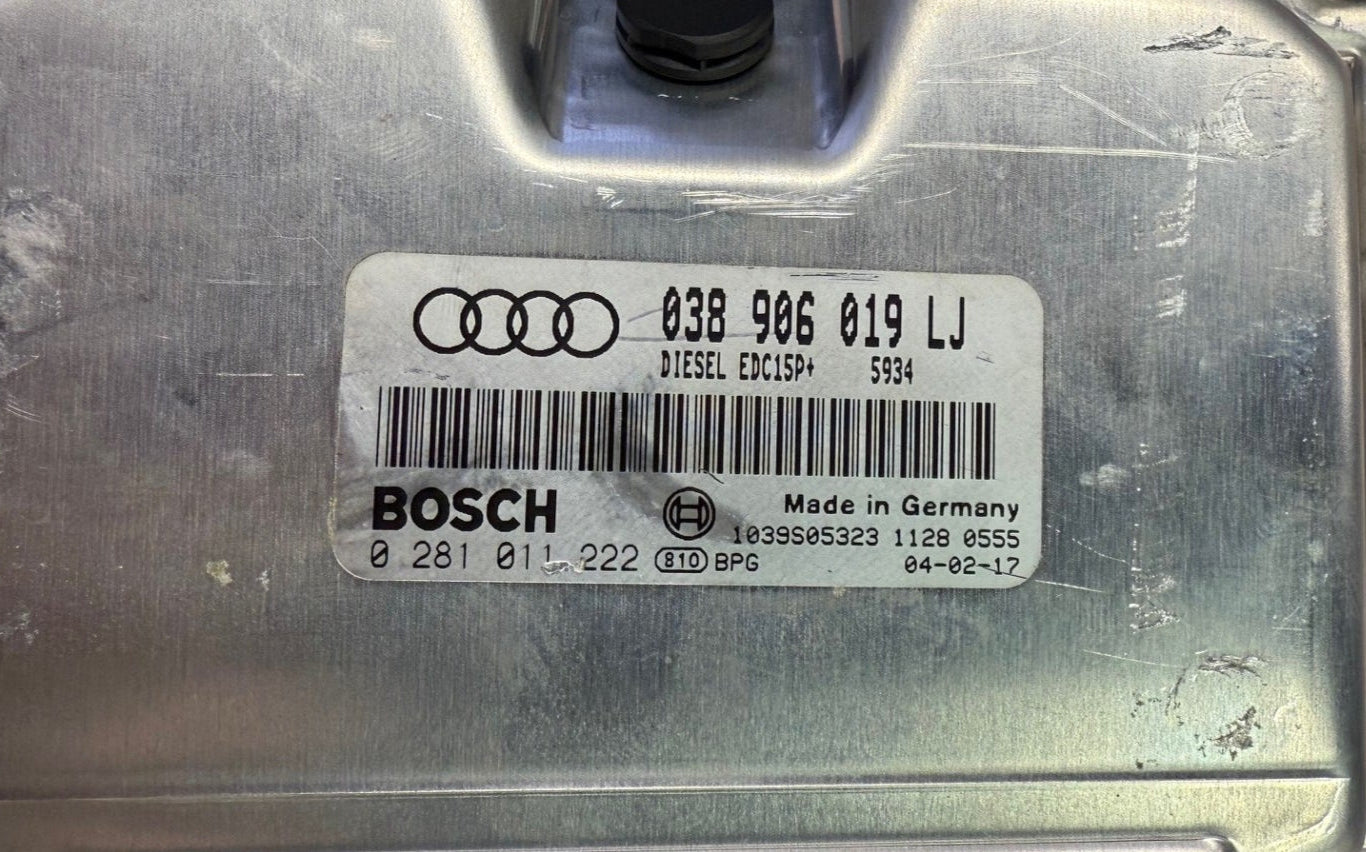 038 906 019 LJ
DIESEL EDC15P+ 5934
BOSCH
Made in Germany
1039S05323 1128 0555
0 281 011 222 810 BPG 04-02-17